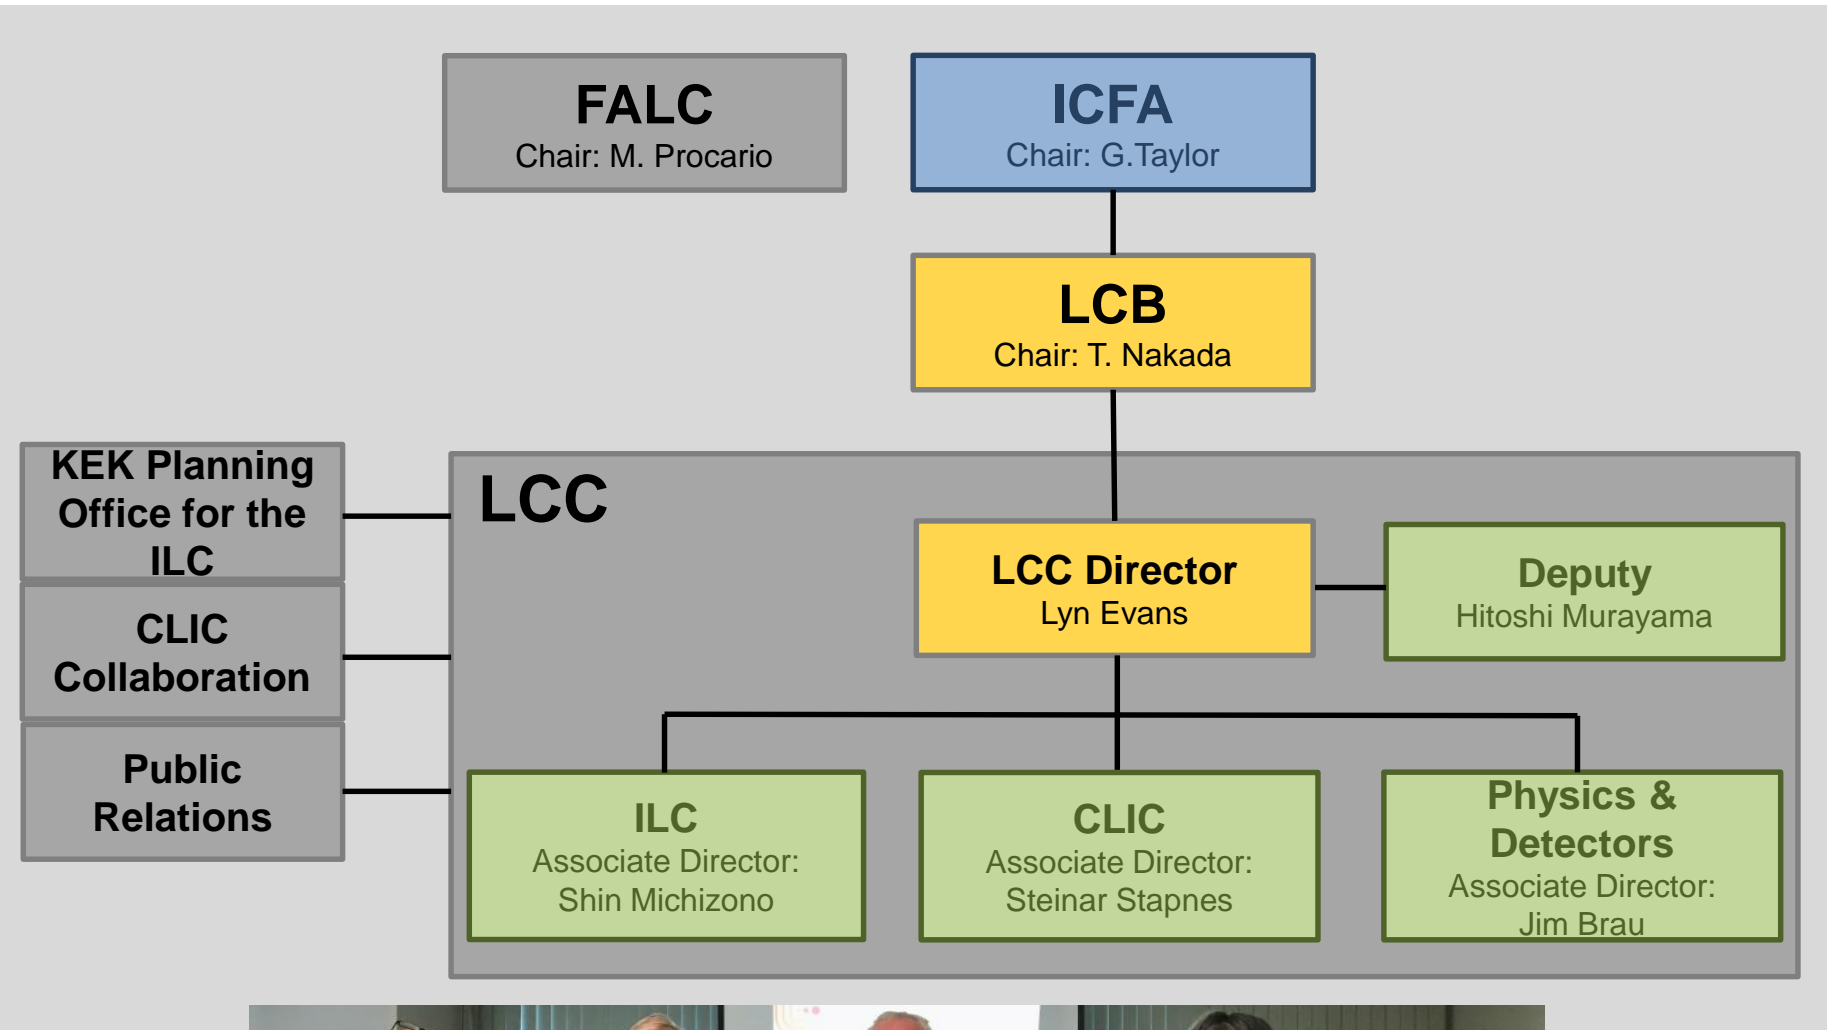 FALC
Chair: M. Procario
ICFA
Chair: G.Taylor
LCB
Chair: T. Nakada
KEK Planning
Office for the
ILC
CLIC
Collaboration
Public
Relations
LCC
LCC Director
Lyn Evans
Deputy
Hitoshi Murayama
ILC
Associate Director:
Shin Michizono
CLIC
Associate Director:
Steinar Stapnes
Physics &
Detectors
Associate Director:
Jim Brau